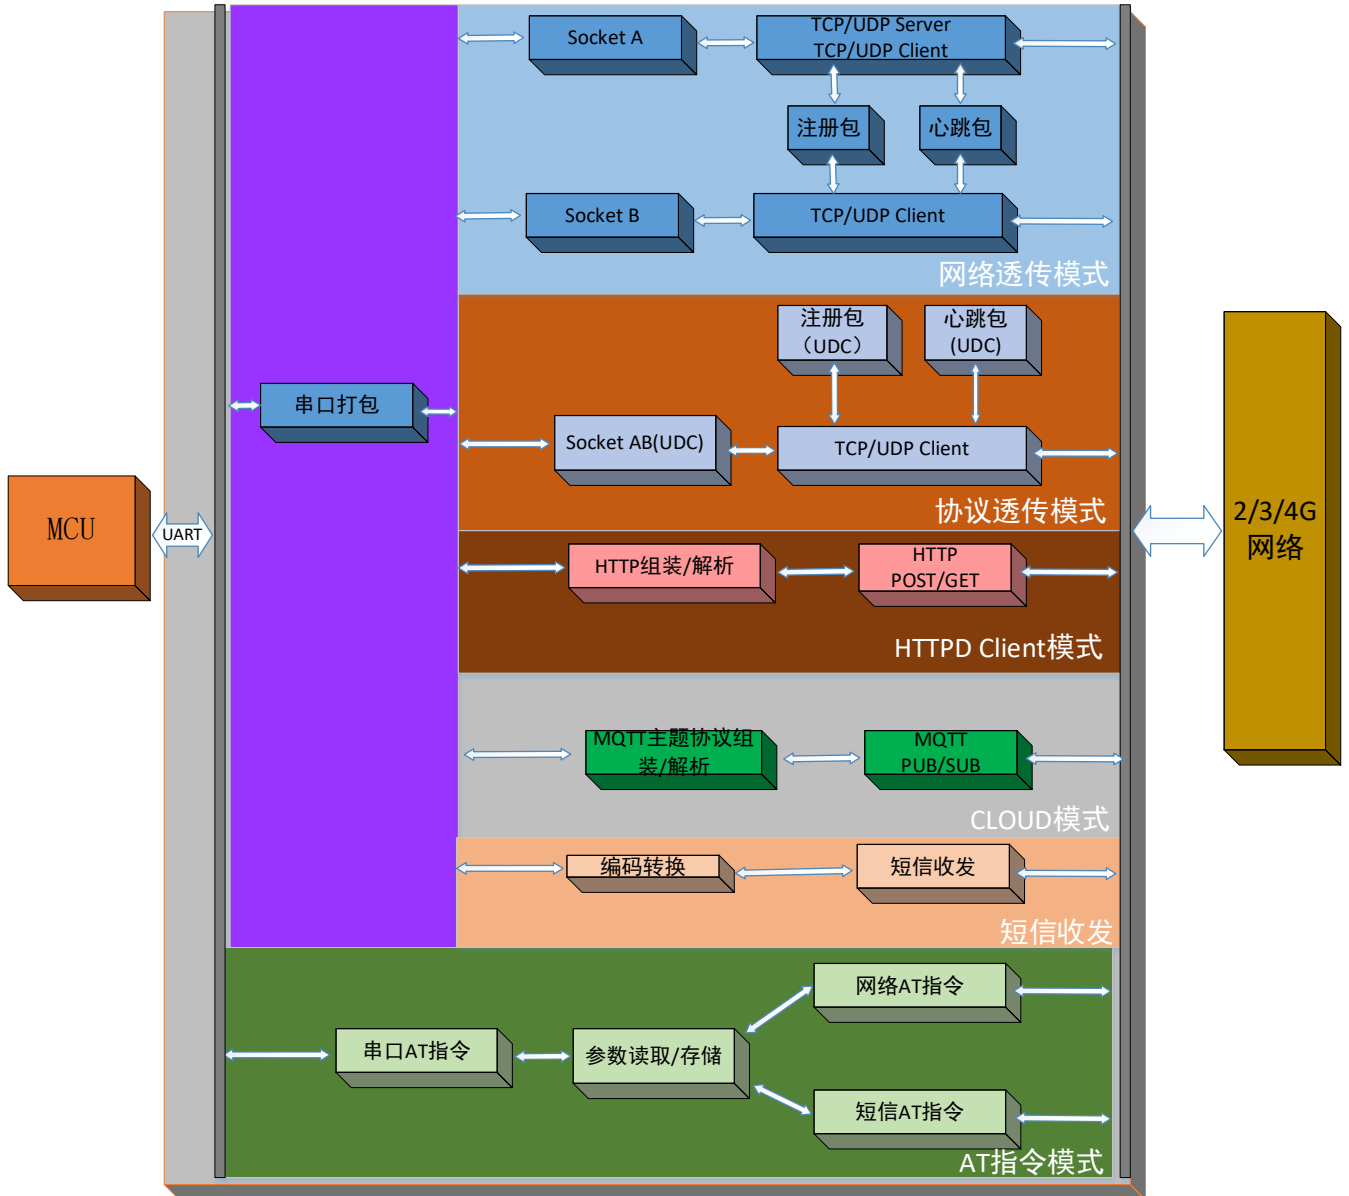 Socket A
TCP/UDP Server
TCP/UDP Client
注册包
心跳包
Socket B
TCP/UDP Client
网络透传模式
注册包
（UDC）
心跳包
(UDC)
串口打包
Socket AB(UDC)
TCP/UDP Client
协议透传模式
MCU
UART
2/3/4G
网络
HTTP组装/解析
HTTP
POST/GET
HTTPD Client模式
MQTT主题协议组
装/解析
MQTT
PUB/SUB
CLOUD模式
编码转换
短信收发
短信收发
网络AT指令
串口AT指令
参数读取/存储
短信AT指令
AT指令模式